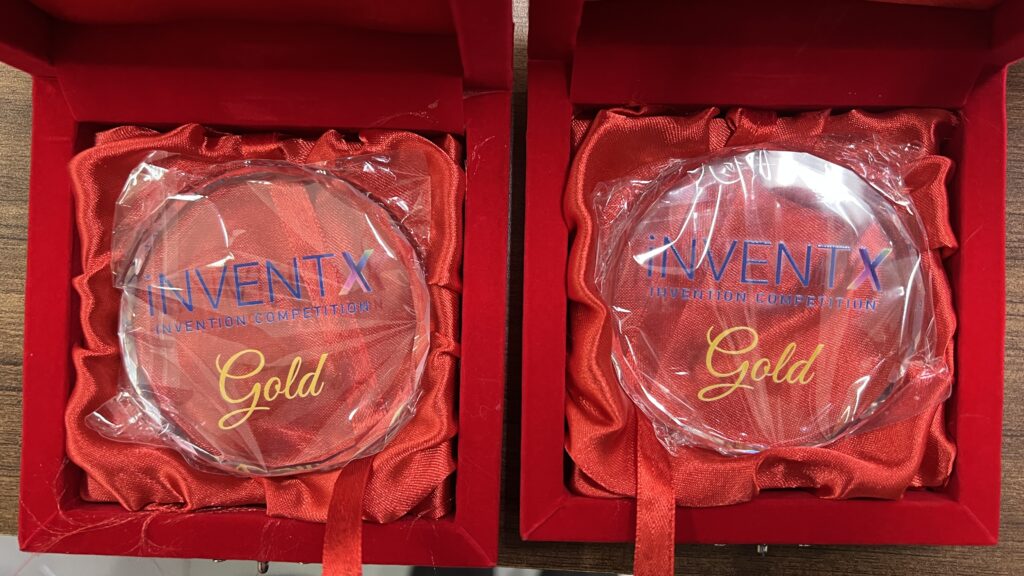 iNVENTX
INVENTION COMPETITION
Gold
iNVENTX
INVENTION COMPETITION
Gold